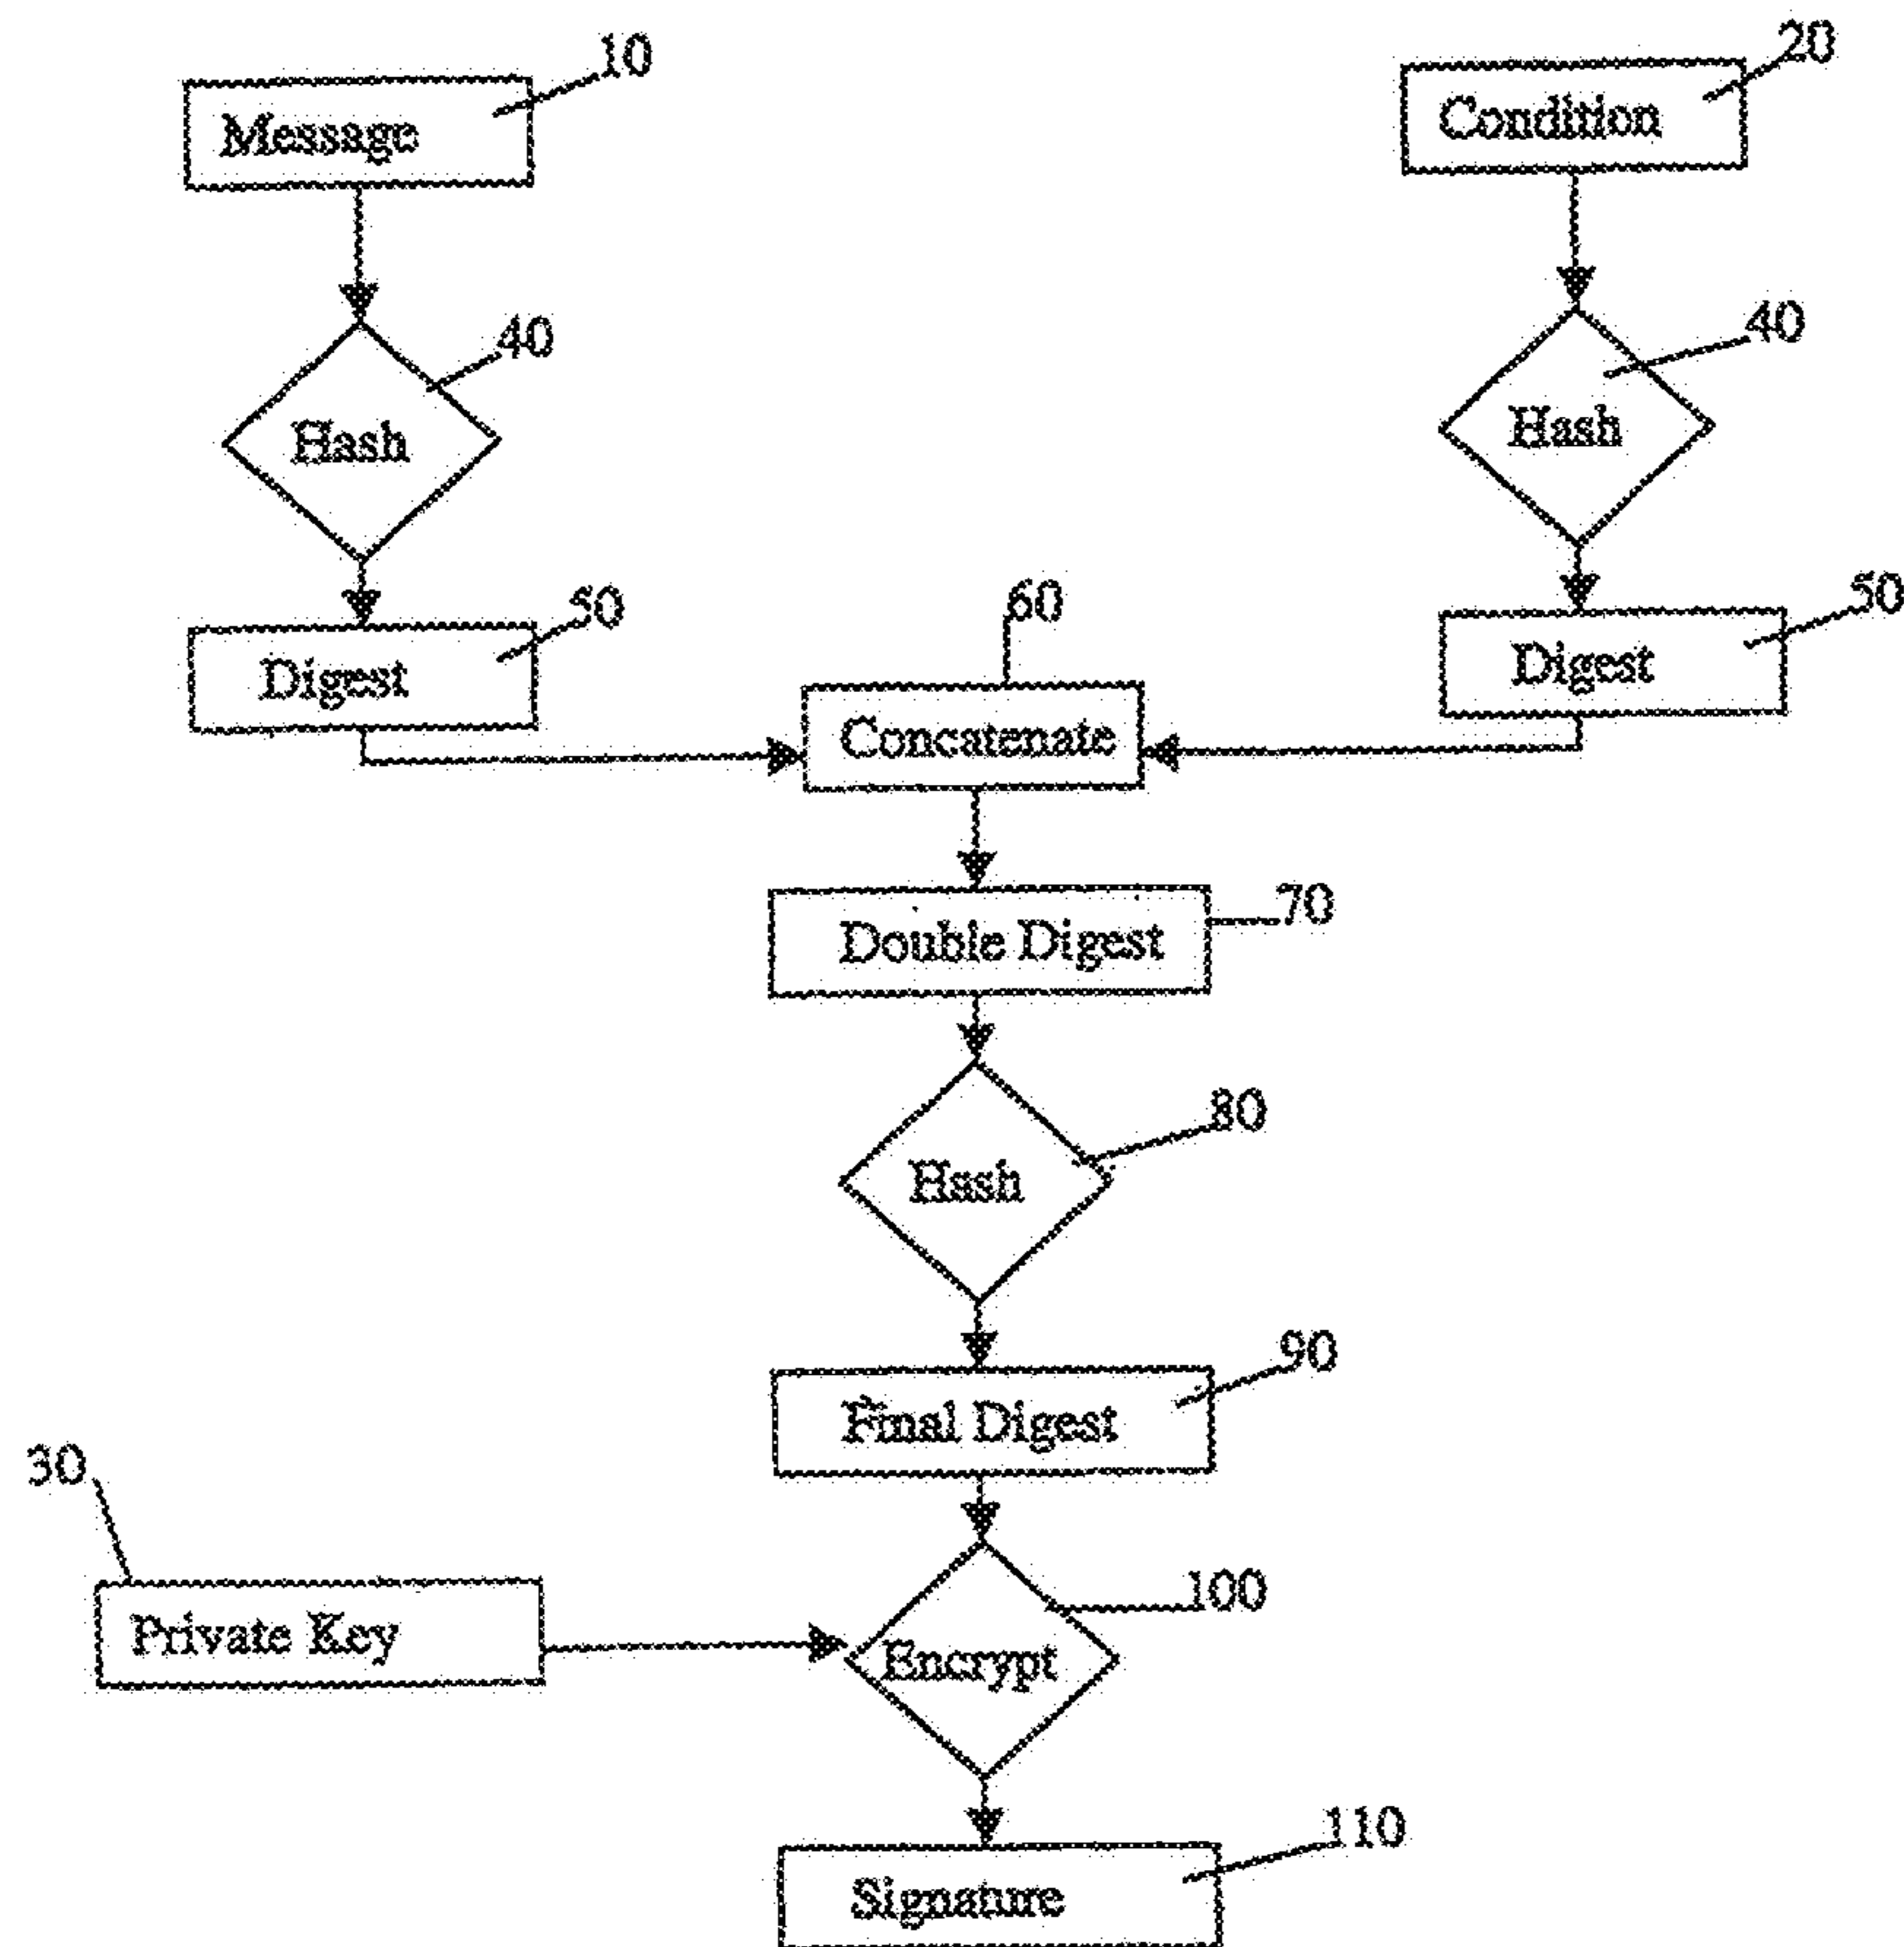 10
20
Message
Condition
40
40
Hash
Hash
50
50
60
Digest
Digest
Concatenate
70
Double Digest
80
Hash
90
Final Digest
30
100
Private Key
Encrypt
110
Signature